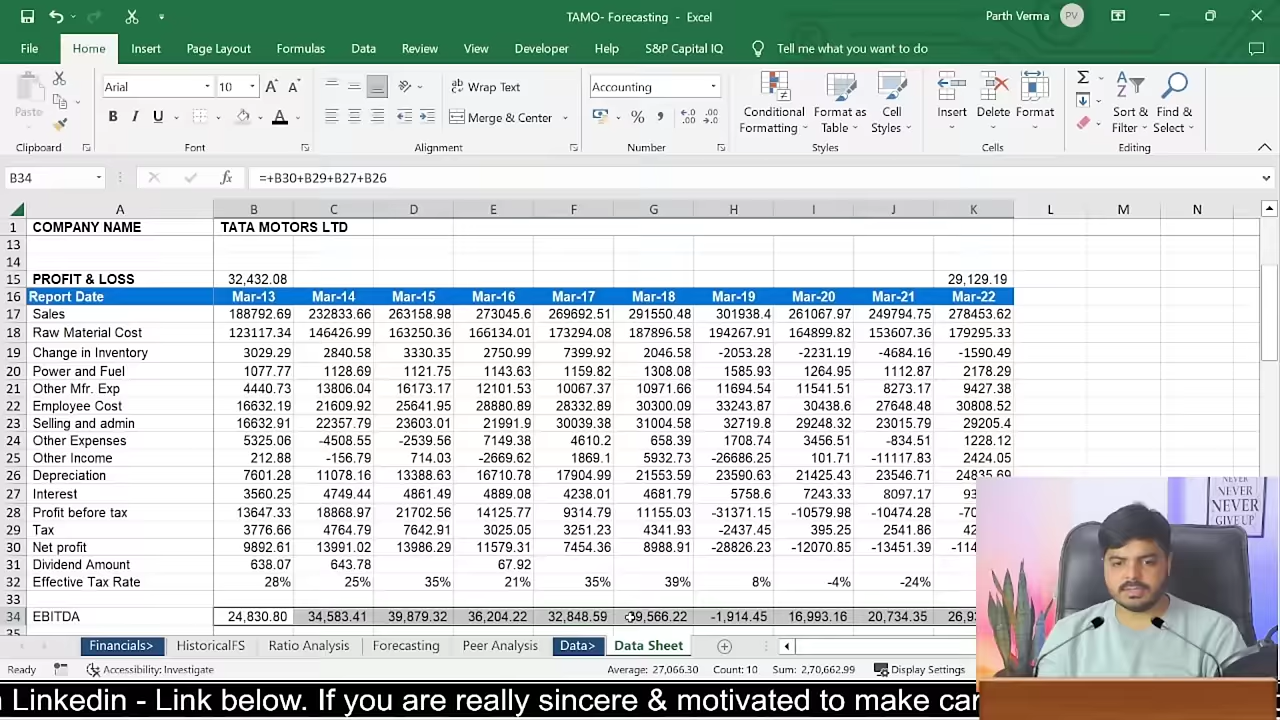 TAMO- Forecasting - Excel
Parth Verma PV
File Home Insert Page Layout Formulas Data Review View Developer Help S&P Capital IQ Tell me what you want to do
Paste
Clipboard
Arial 10
B I U
Font
Wrap Text
Merge & Center
Alignment
Accounting
Number
Conditional Formatting
Format as Table
Cell Styles
Styles
Insert Delete Format
Cells
Sort & Filter
Find & Select
Editing
B34 fx =+B30+B29+B27+B26
A B C D E F G H I J K L M N
1 COMPANY NAME TATA MOTORS LTD
13
14
15 PROFIT & LOSS 32,432.08 29,129.19
16 Report Date Mar-13 Mar-14 Mar-15 Mar-16 Mar-17 Mar-18 Mar-19 Mar-20 Mar-21 Mar-22
17 Sales 188792.69 232833.66 263158.98 273045.6 269692.51 291550.48 301938.4 261067.97 249794.75 278453.62
18 Raw Material Cost 123117.34 146426.99 163250.36 166134.01 173294.08 187896.58 194267.91 164899.82 153607.36 179295.33
19 Change in Inventory 3029.29 2840.58 3330.35 2750.99 7399.92 2046.58 -2053.28 -2231.19 -4684.16 -1590.49
20 Power and Fuel 1077.77 1128.69 1121.75 1143.63 1159.82 1308.08 1585.93 1264.95 1112.87 2178.29
21 Other Mfr. Exp 4440.73 13806.04 16173.17 12101.53 10067.37 10971.66 11694.54 11541.51 8273.17 9427.38
22 Employee Cost 16632.19 21609.92 25641.95 28880.89 28332.89 30300.09 33243.87 30438.6 27648.48 30808.52
23 Selling and admin 16632.91 22357.79 23603.01 21991.9 30039.38 31004.58 32719.8 29248.32 23015.79 29205.4
24 Other Expenses 5325.06 -4508.55 -2539.56 7149.38 4610.2 658.39 1708.74 3456.51 -834.51 1228.12
25 Other Income 212.88 -156.79 714.03 -2669.62 1869.1 5932.73 -26686.25 101.71 -11117.83 2424.05
26 Depreciation 7601.28 11078.16 13388.63 16710.78 17904.99 21553.59 23590.63 21425.43 23546.71 24835.69
27 Interest 3560.25 4749.44 4861.49 4889.08 4238.01 4681.79 5758.6 7243.33 8097.17 93
28 Profit before tax 13647.33 18868.97 21702.56 14125.77 9314.79 11155.03 -31371.15 -10579.98 -10474.28 -70
29 Tax 3776.66 4764.79 7642.91 3025.05 3251.23 4341.93 -2437.45 395.25 2541.86 42
30 Net profit 9892.61 13991.02 13986.29 11579.31 7454.36 8988.91 -28826.23 -12070.85 -13451.39 -114
31 Dividend Amount 638.07 643.78 67.92
32 Effective Tax Rate 28% 25% 35% 21% 35% 39% 8% -4% -24%
33
34 EBITDA 24,830.80 34,583.41 39,879.32 36,204.22 32,848.59 39,566.22 -1,914.45 16,993.16 20,734.35 26,9
35
NEVER
NEVER
NEVER
GIVE UP
Financials> HistoricalFS Ratio Analysis Forecasting Peer Analysis Data> Data Sheet
Ready Accessibility: Investigate Average: 27,066.30 Count: 10 Sum: 2,70,662.99 Display Settings
n Linkedin - Link below. If you are really sincere & motivated to make car